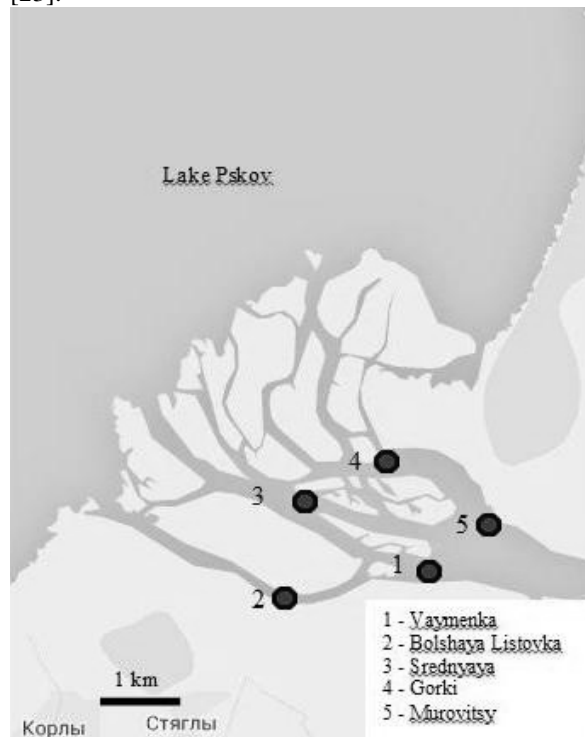 [23].
Lake Pskov
4
3
5
1
2
1 - Vaymenka
2 - Bolshaya Listovka
3 - Srednyaya
4 - Gorki
5 - Murovitsy
1 km
Корлы
Стяглы